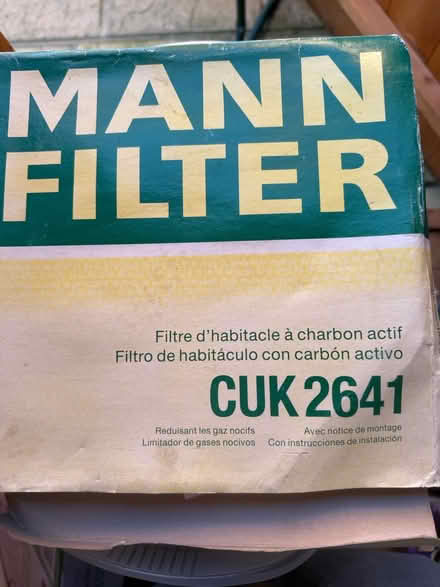 MANN
FILTER
Filtre d'habitacle à charbon actif
Filtro de habitáculo con carbón activo
CUK 2641
Reduisant les gaz nocifs
Limitador de gases nocivos
Avec notice de montage
Con instrucciones de instalación